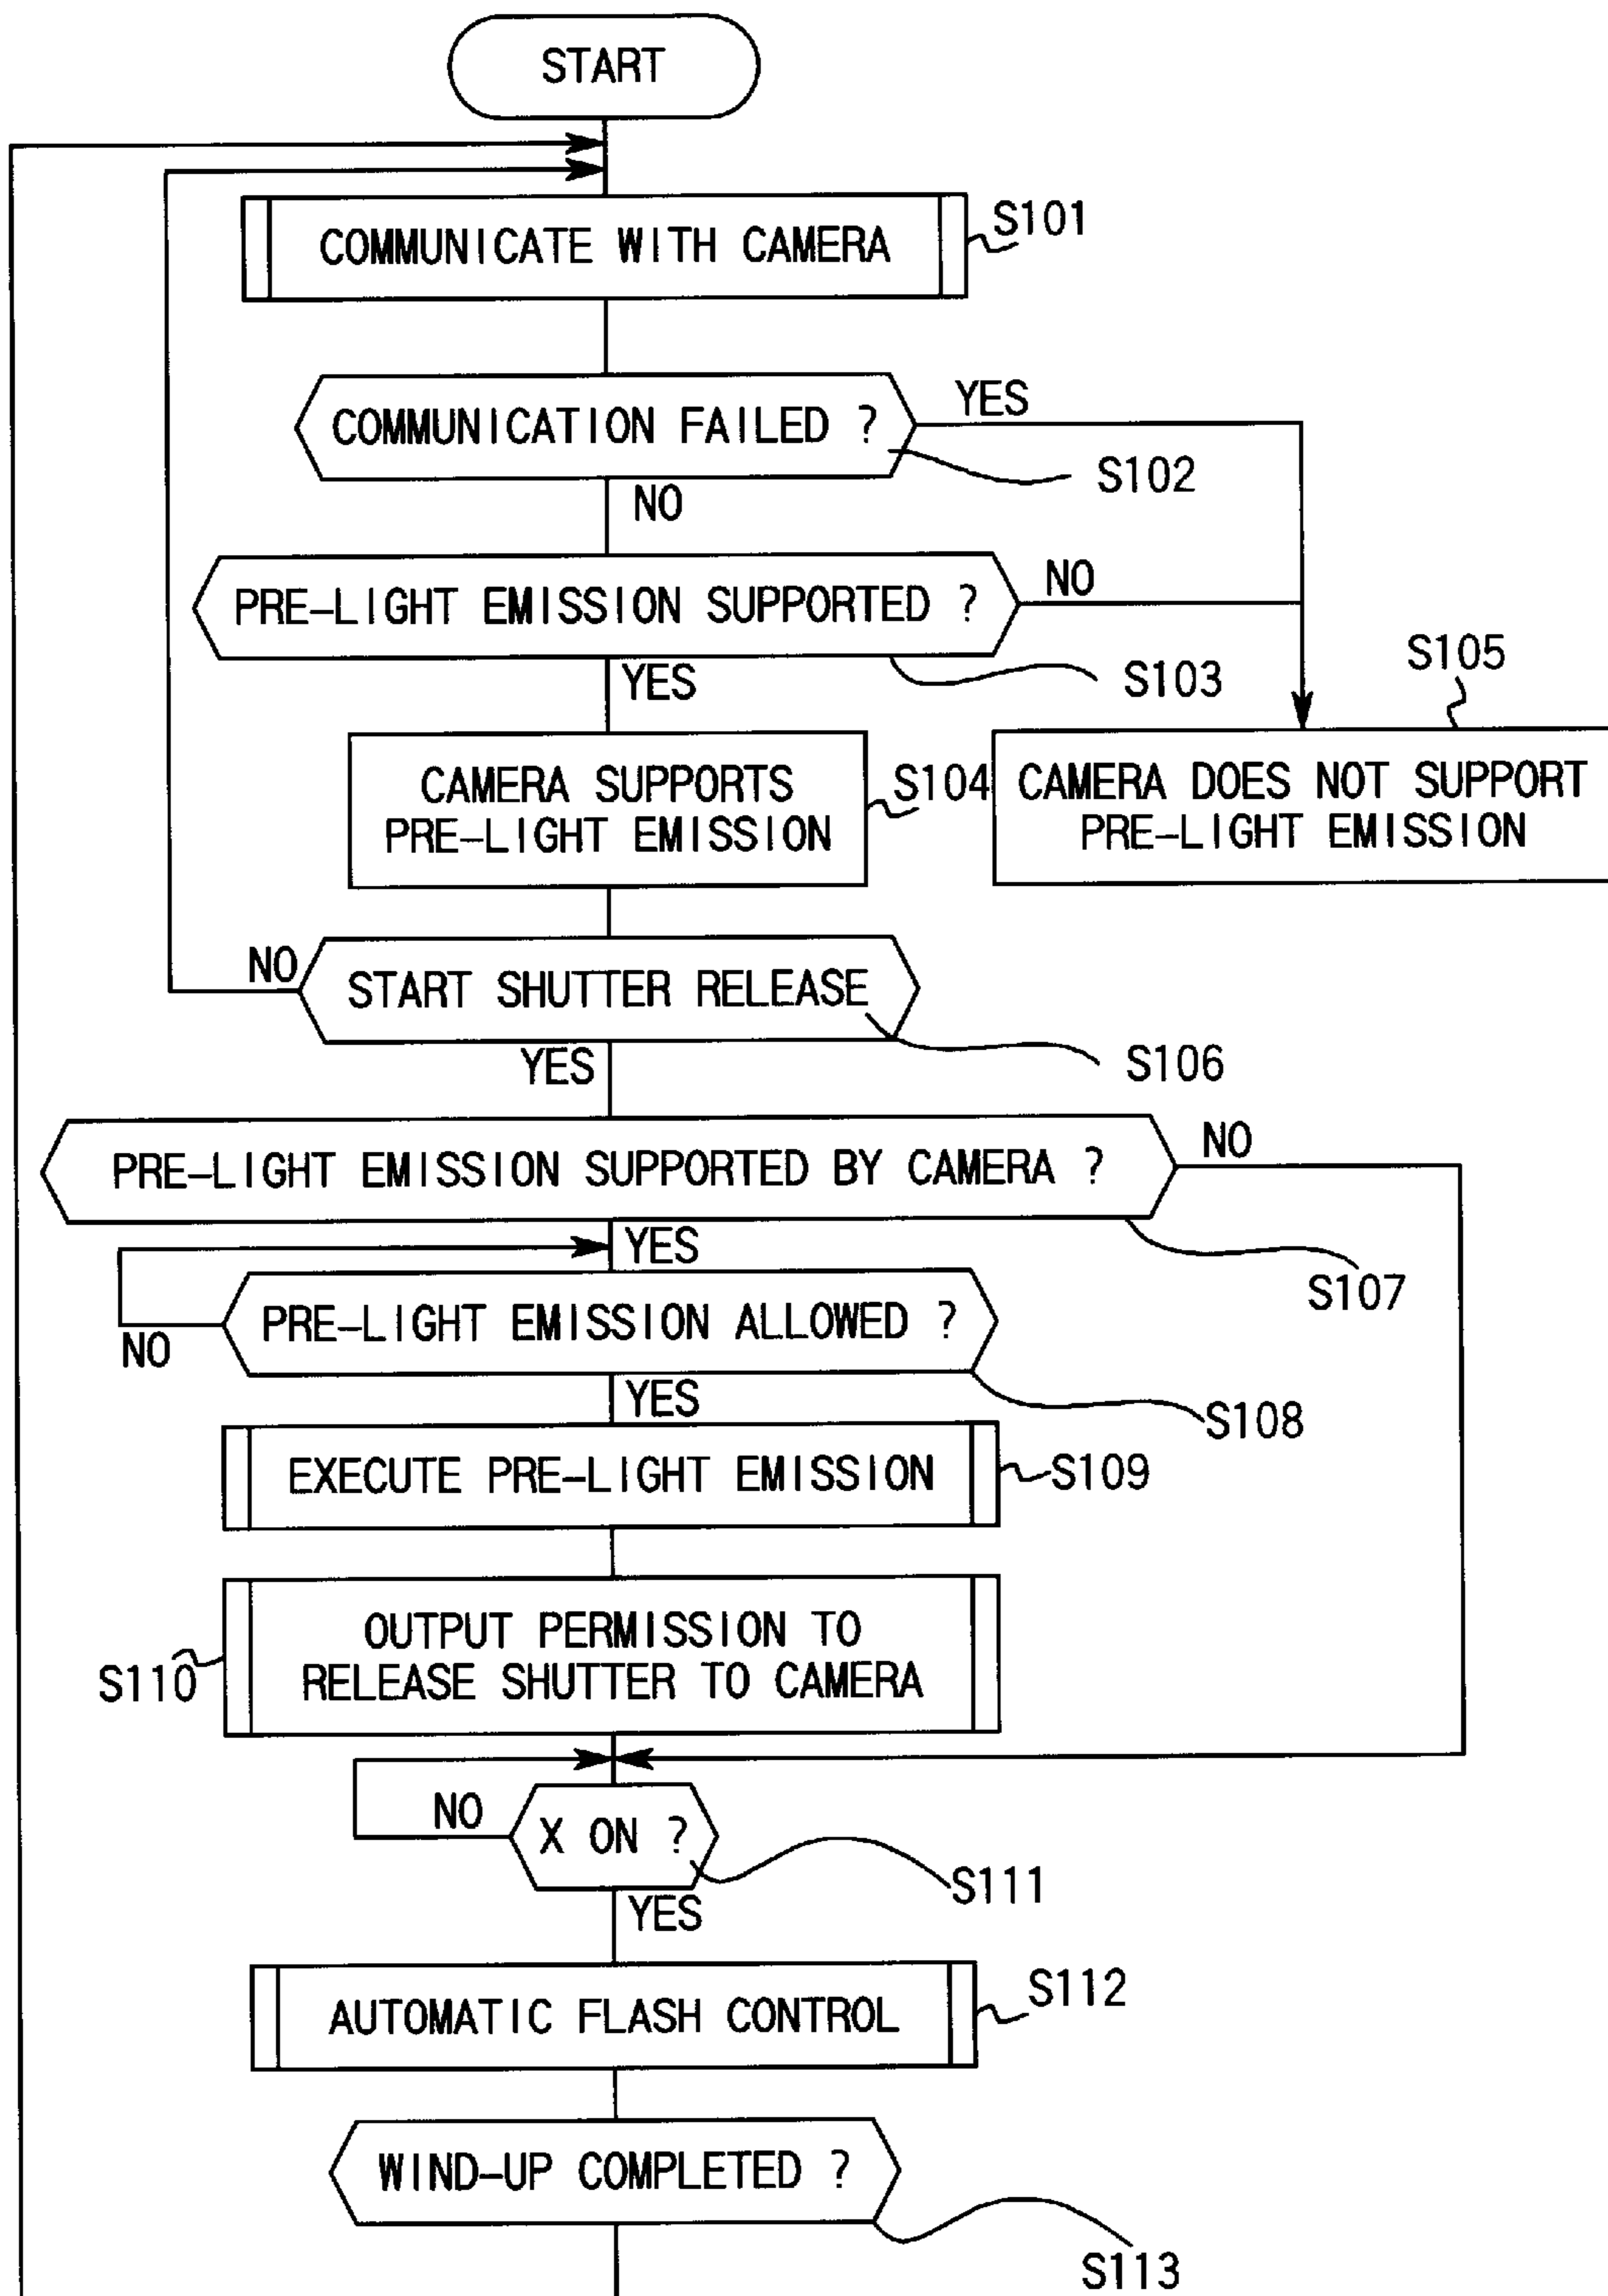 START
COMMUNICATE WITH CAMERA
S101
COMMUNICATION FAILED ?
YES
S102
NO
PRE-LIGHT EMISSION SUPPORTED ?
NO
S103
YES
S105
CAMERA SUPPORTS
PRE-LIGHT EMISSION
S104
CAMERA DOES NOT SUPPORT
PRE-LIGHT EMISSION
NO
START SHUTTER RELEASE
YES
S106
PRE-LIGHT EMISSION SUPPORTED BY CAMERA ?
NO
YES
S107
PRE-LIGHT EMISSION ALLOWED ?
NO
YES
S108
EXECUTE PRE-LIGHT EMISSION
S109
OUTPUT PERMISSION TO
RELEASE SHUTTER TO CAMERA
S110
NO
X ON ?
S111
YES
AUTOMATIC FLASH CONTROL
S112
WIND-UP COMPLETED ?
S113